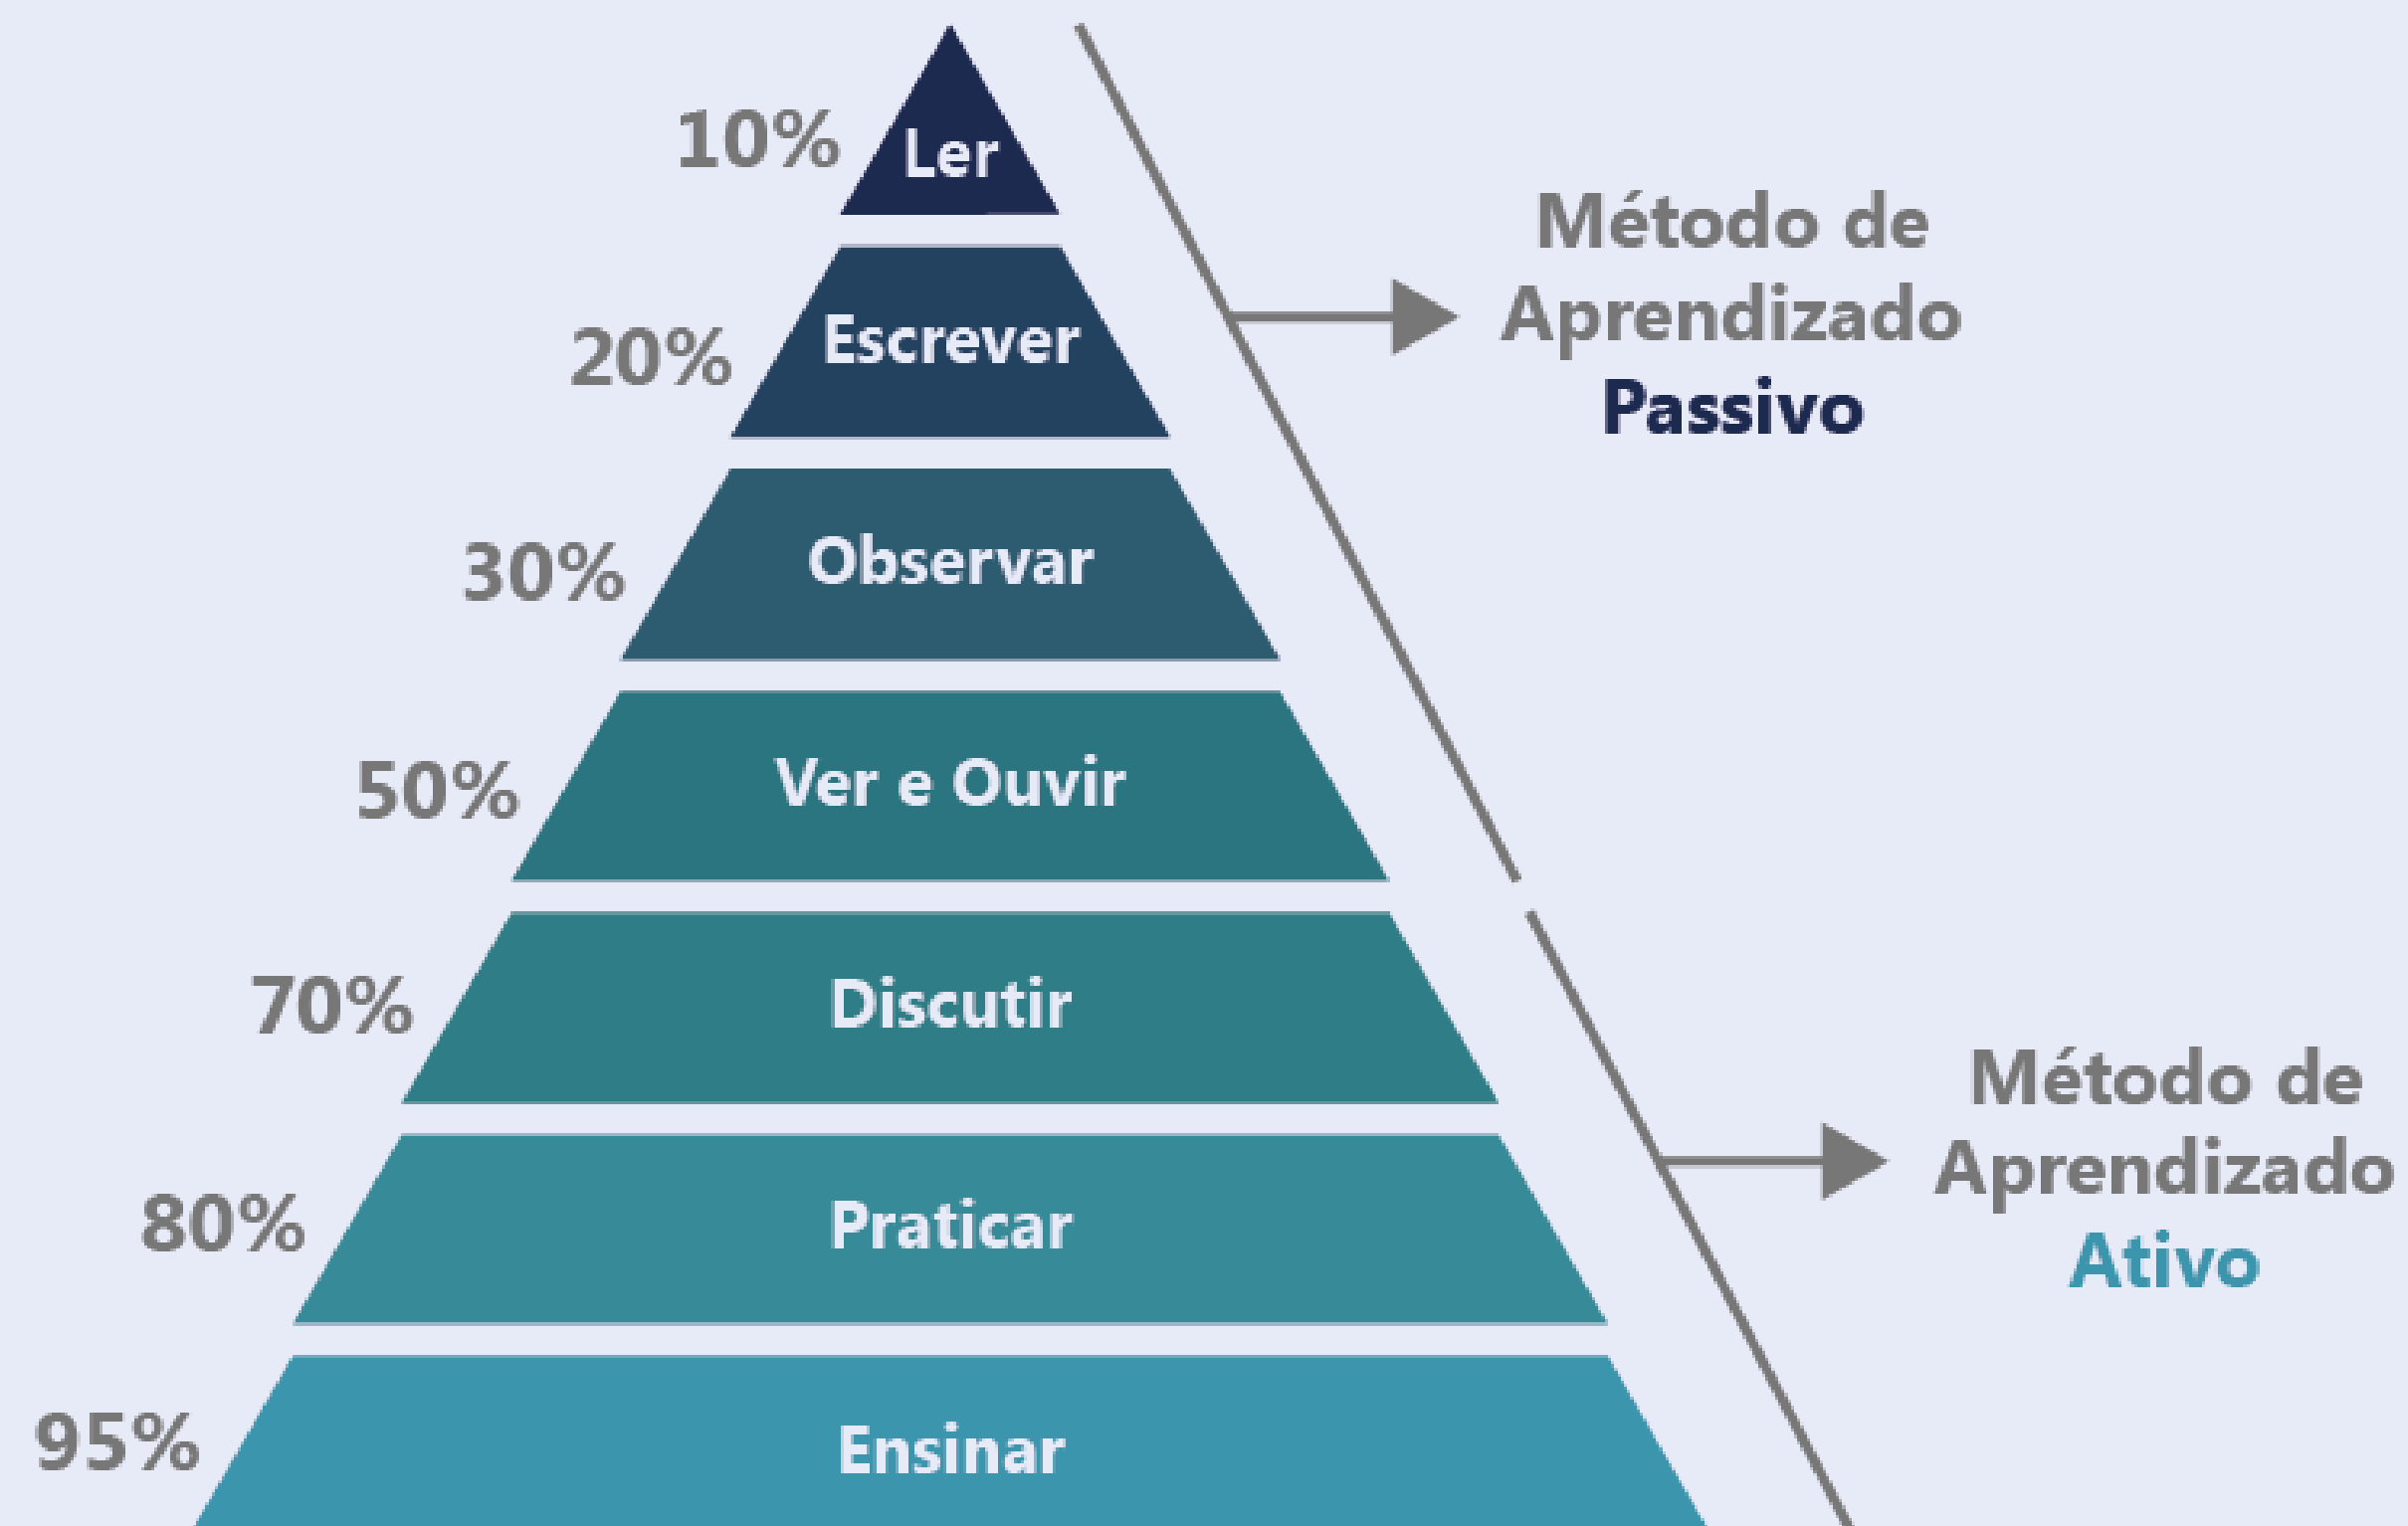 10%
Ler
Método de
Aprendizado
Passivo
20%
Escrever
30%
Observar
50%
Ver e Ouvir
70%
Discutir
Método de
Aprendizado
Ativo
80%
Praticar
95%
Ensinar